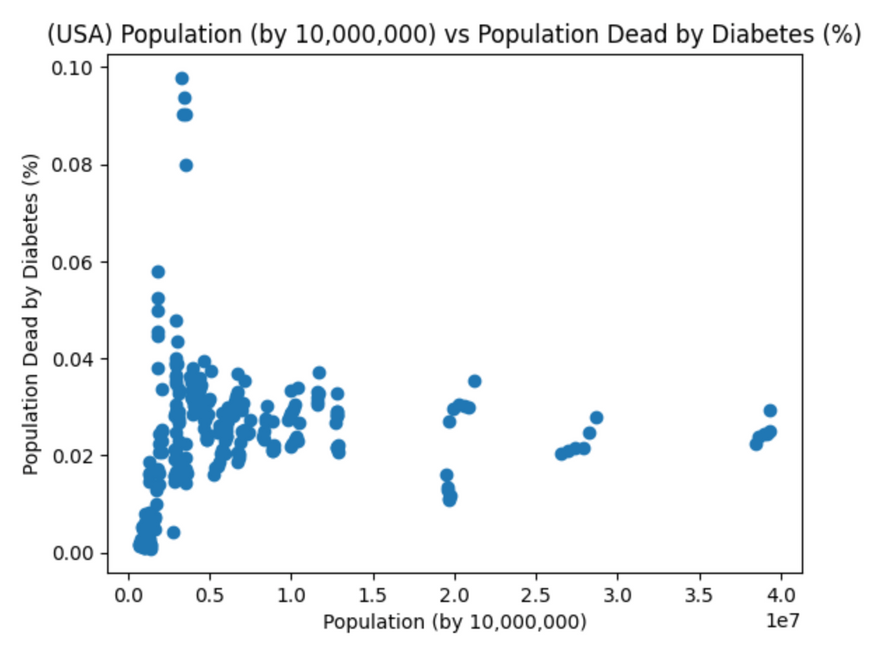 (USA) Population (by 10,000,000) vs Population Dead by Diabetes (%)
Population Dead by Diabetes (%)
0.10
0.08
0.06
0.04
0.02
0.00
0.0 0.5 1.0 1.5 2.0 2.5 3.0 3.5 4.0
Population (by 10,000,000)
1e7